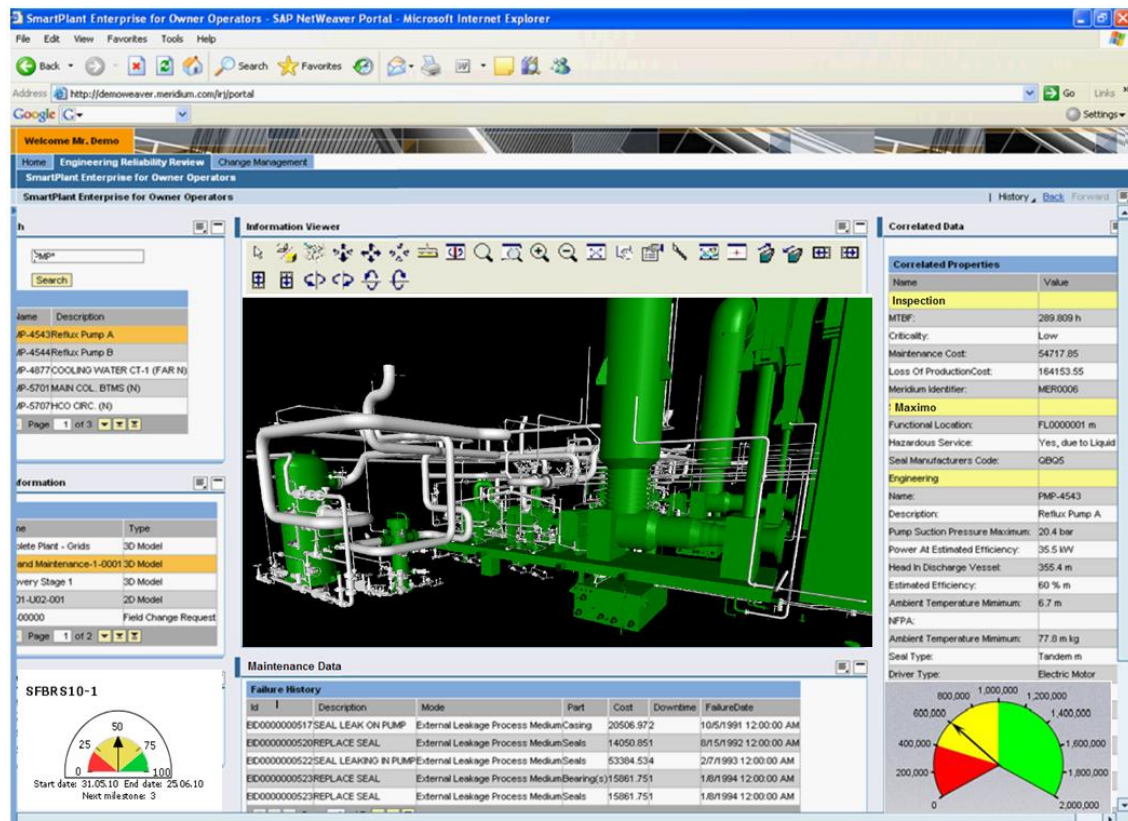 SmartPlant Enterprise for Owner Operators - SAP NetWeaver Portal - Microsoft Internet Explorer
File Edit View Favorites Tools Help
Back Search Favorites
Address http://demoweaver.meridium.com/irj/portal Go Links
Google G Settings
Welcome Mr. Demo
Home Engineering Reliability Review Change Management
SmartPlant Enterprise for Owner Operators
SmartPlant Enterprise for Owner Operators | History Back Forward
h
PMP*
Search
Name Description
MP-4543 Reflux Pump A
MP-4544 Reflux Pump B
MP-4877 COOLING WATER CT-1 (FAR N)
MP-5701 MAIN COL. BTMS (N)
MP-5707 HCO CIRC. (N)
Page 1 of 3
formation
me Type
plete Plant - Grids 3D Model
and Maintenance-1-0001 3D Model
overy Stage 1 3D Model
01-U02-001 2D Model
-00000 Field Change Request
Page 1 of 2
SFBRS10-1
0 25 50 75 100
Start date: 31.05.10 End date: 25.06.10
Next milestone: 3
Information Viewer
Maintenance Data
Failure History
Id Description Mode Part Cost Downtime FailureDate
EID0000000517 SEAL LEAK ON PUMP External Leakage Process Medium Casing 20506.97 2 10/5/1991 12:00:00 AM
EID0000000520 REPLACE SEAL External Leakage Process Medium Seals 14050.85 1 8/15/1992 12:00:00 AM
EID0000000522 SEAL LEAKING IN PUMP External Leakage Process Medium Seals 53384.53 4 2/7/1993 12:00:00 AM
EID0000000523 REPLACE SEAL External Leakage Process Medium Bearing(s) 15861.75 1 1/8/1994 12:00:00 AM
EID0000000523 REPLACE SEAL External Leakage Process Medium Seals 15861.75 1 1/8/1994 12:00:00 AM
Correlated Data
Correlated Properties
Name Value
Inspection
MTBF: 289.809 h
Criticality: Low
Maintenance Cost: 54717.85
Loss Of ProductionCost: 164153.55
Meridium Identifier: MER0006
: Maximo
Functional Location: FL0000001 m
Hazardous Service: Yes, due to Liquid
Seal Manufacturers Code: QBQ5
Engineering
Name: PMP-4543
Description: Reflux Pump A
Pump Suction Pressure Maximum: 20.4 bar
Power At Estimated Efficiency: 35.5 kW
Head In Discharge Vessel: 355.4 m
Estimated Efficiency: 60 % m
Ambient Temperature Minimum: 6.7 m
NFPA:
Ambient Temperature Minimum: 77.8 m kg
Seal Type: Tandem m
Driver Type: Electric Motor
0 200,000 400,000 600,000 800,000 1,000,000 1,200,000 1,400,000 1,600,000 1,800,000 2,000,000